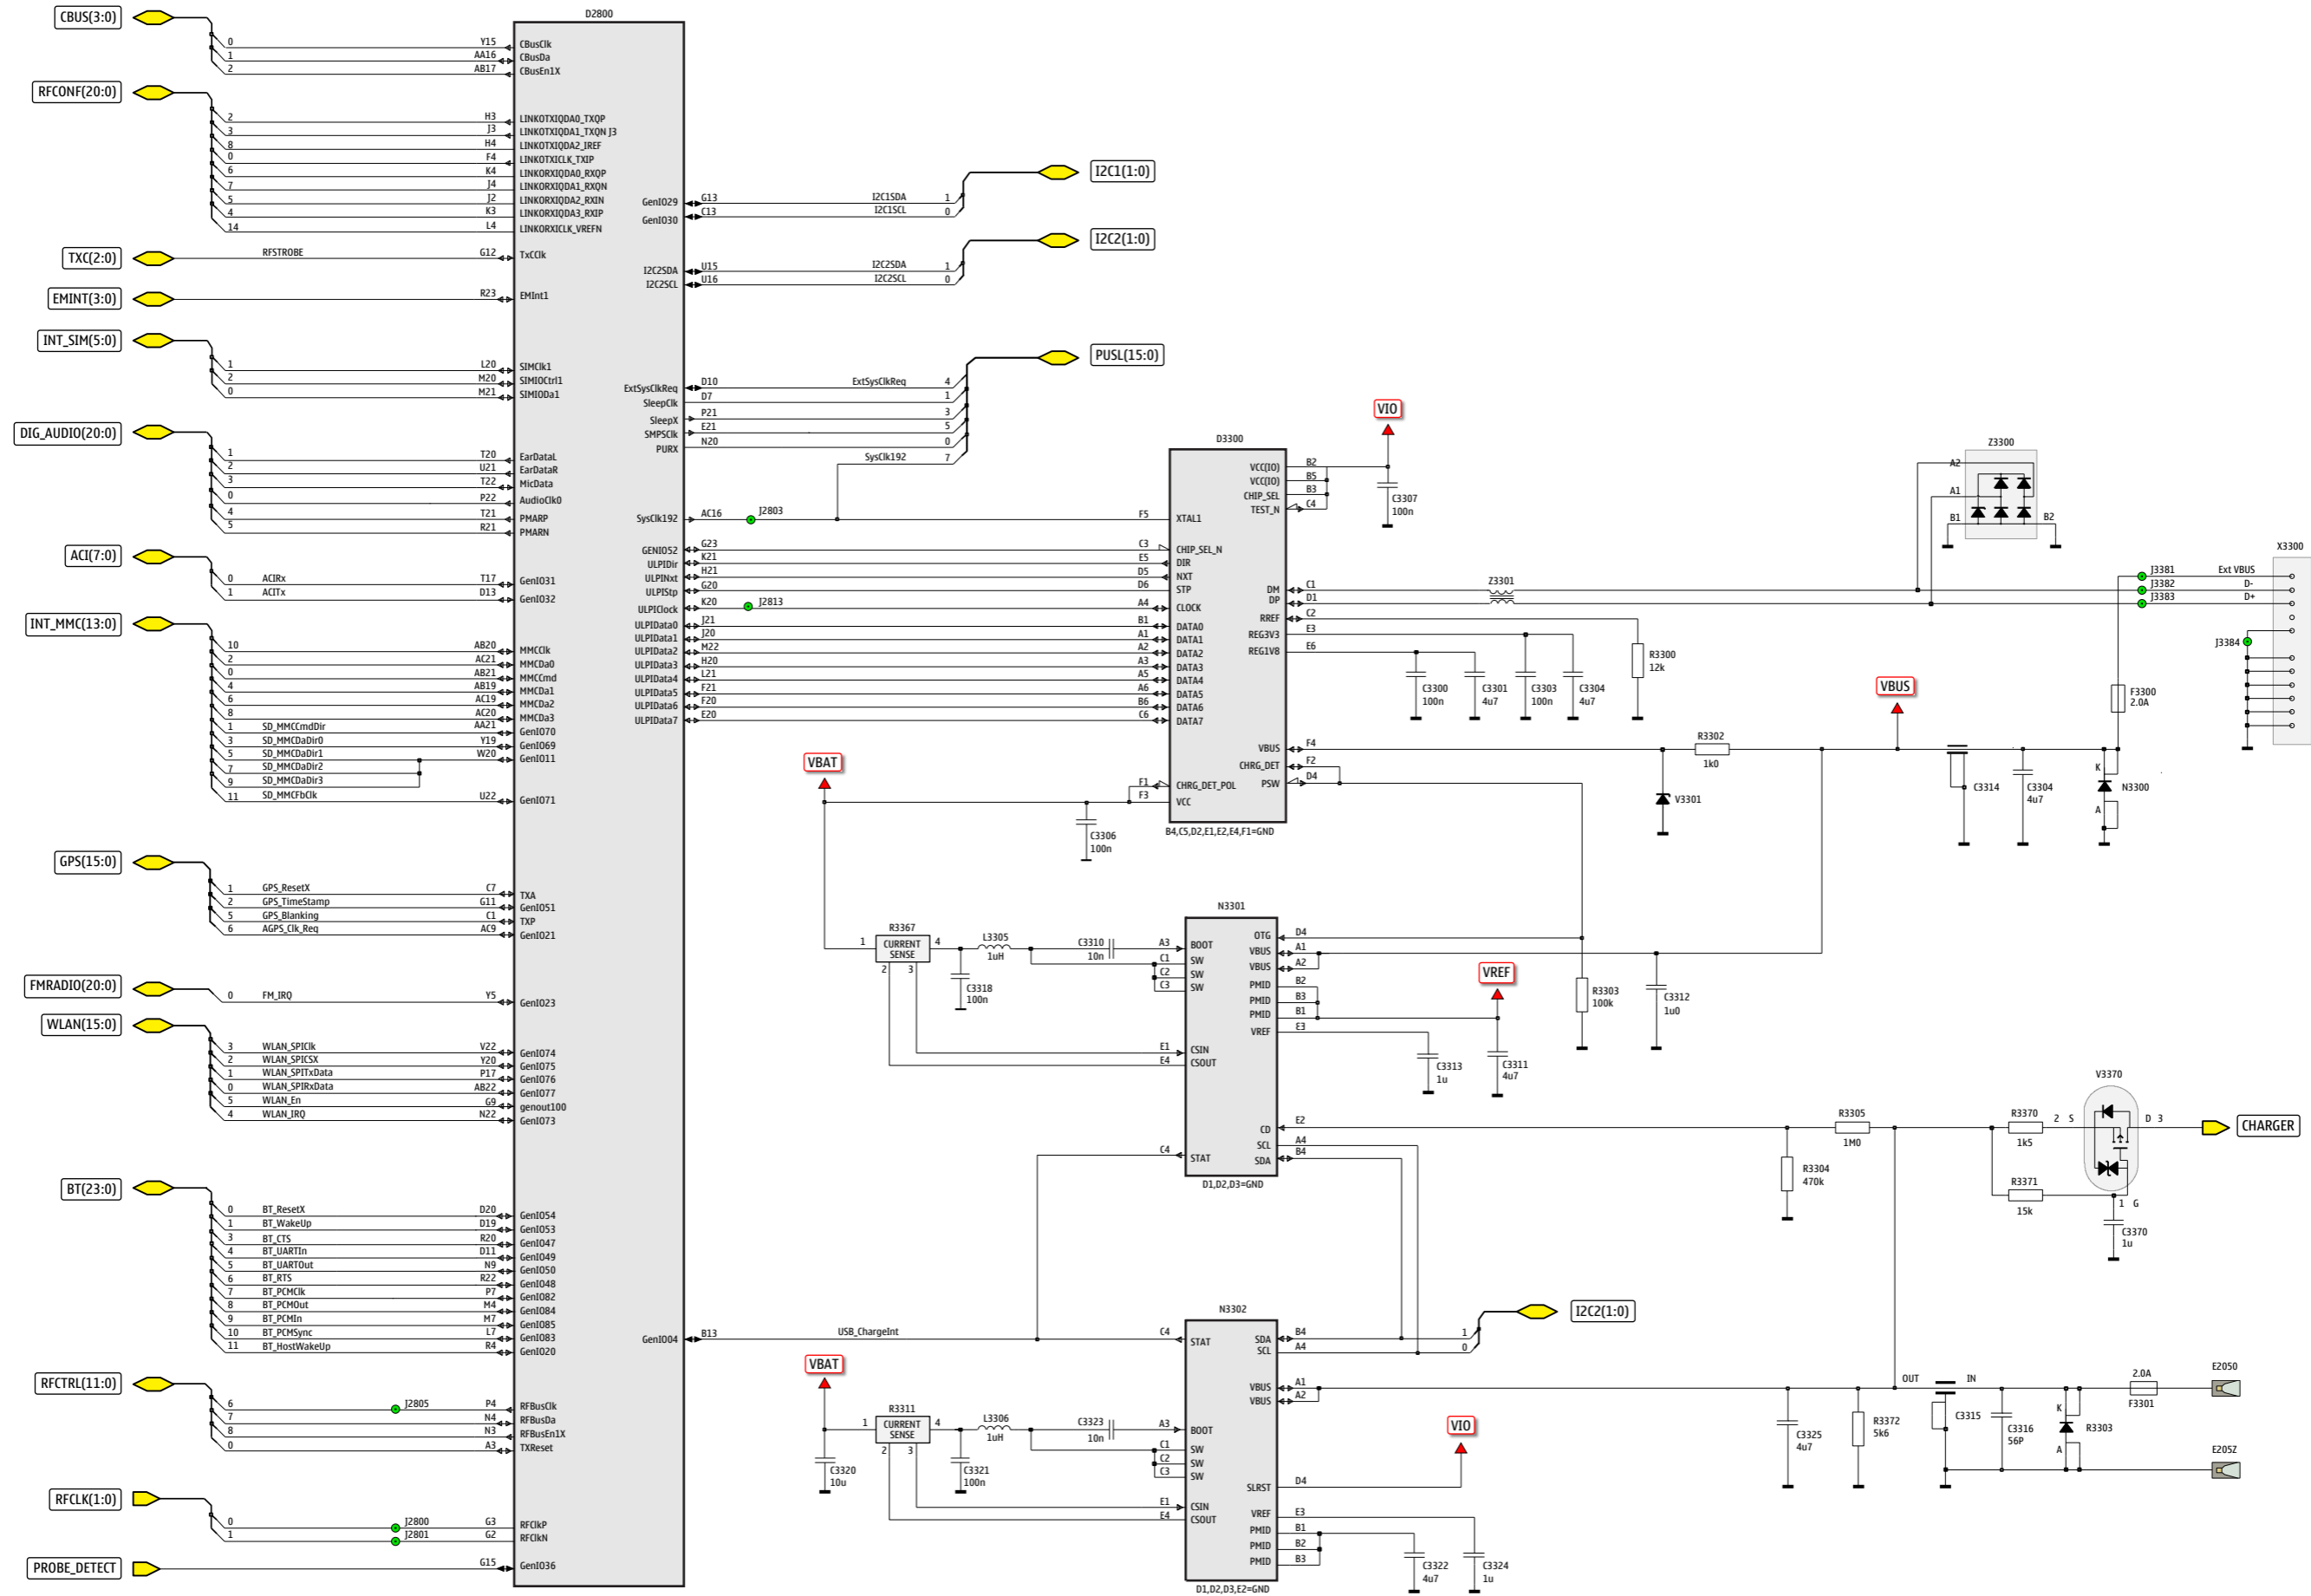 D2800
CBUS(3:0)
0 Y15 CBusClk
1 AA16 CBusDa
2 AB17 CBusEn1X
RFCONF(20:0)
2 H3 LINKOTXIQDA0_TXQP
3 J3 LINKOTXIQDA1_TXQN J3
8 H4 LINKOTXIQDA2_IREF
0 F4 LINKOTXICLK_TXIP
6 K4 LINKORXIQDA0_RXQP
7 J4 LINKORXIQDA1_RXQN
5 J2 LINKORXIQDA2_RXIN
4 K3 LINKORXIQDA3_RXIP
14 L4 LINKORXICLK_VREFN
TXC(2:0) RFSTROBE G12 TxCClk
EMINT(3:0) R23 EMInt1
INT_SIM(5:0)
1 L20 SIMClk1
2 M20 SIMIOCtrl1
0 M21 SIMIODa1
DIG_AUDIO(20:0)
1 T20 EarDataL
2 U21 EarDataR
3 T22 MicData
0 P22 AudioClk0
4 T21 PMARP
5 R21 PMARN
ACI(7:0)
0 ACIRx T17 GenIO31
1 ACITx D13 GenIO32
INT_MMC(13:0)
10 AB20 MMCClk
2 AC21 MMCDa0
0 AB21 MMCCmd
4 AB19 MMCDa1
6 AC19 MMCDa2
8 AC20 MMCDa3
1 SD_MMCCmdDir AA21 GenIO70
3 SD_MMCDaDir0 Y19 GenIO69
5 SD_MMCDaDir1 W20 GenIO11
7 SD_MMCDaDir2
9 SD_MMCDaDir3
11 SD_MMCFbClk U22 GenIO71
GPS(15:0)
1 GPS_ResetX C7 TXA
2 GPS_TimeStamp G11 GenIO51
5 GPS_Blanking C1 TXP
6 AGPS_Clk_Req AC9 GenIO21
FMRADIO(20:0)
0 FM_IRQ Y5 GenIO23
WLAN(15:0)
3 WLAN_SPIClk V22 GenIO74
2 WLAN_SPICSX Y20 GenIO75
1 WLAN_SPITxData P17 GenIO76
0 WLAN_SPIRxData AB22 GenIO77
5 WLAN_En G9 genout100
4 WLAN_IRQ N22 GenIO73
BT(23:0)
0 BT_ResetX D20 GenIO54
1 BT_WakeUp D19 GenIO53
3 BT_CTS R20 GenIO47
4 BT_UARTIn D11 GenIO49
5 BT_UARTOut N9 GenIO50
6 BT_RTS R22 GenIO48
7 BT_PCMClk P7 GenIO82
8 BT_PCMOut M4 GenIO84
9 BT_PCMIn M7 GenIO85
10 BT_PCMSync L7 GenIO83
11 BT_HostWakeUp R4 GenIO20
RFCTRL(11:0)
6 J2805 P4 RFBusClk
7 N4 RFBusDa
8 N3 RFBusEn1X
0 A3 TXReset
RFCLK(1:0)
0 J2800 G3 RFClkP
1 J2801 G2 RFClkN
PROBE_DETECT G15 GenIO36
I2C1(1:0)
GenIO29 G13 I2C1SDA 1
GenIO30 C13 I2C1SCL 0
I2C2(1:0)
I2C2SDA U15 I2C2SDA 1
I2C2SCL U16 I2C2SCL 0
PUSL(15:0)
ExtSysClkReq D10 ExtSysClkReq 4
SleepClk D7 1
SleepX P21 3
SMPSClk E21 5
PURX N20 0
SysClk192 7
SysClk192 AC16 J2803 F5 XTAL1
GENIO52 G23 C3 CHIP_SEL_N
ULPIDir K21 E5 DIR
ULPINxt H21 D5 NXT
ULPIStp G20 D6 STP
ULPIClock K20 J2813 A4 CLOCK
ULPIData0 J21 B1 DATA0
ULPIData1 J20 A1 DATA1
ULPIData2 M22 A2 DATA2
ULPIData3 H20 A3 DATA3
ULPIData4 L21 A5 DATA4
ULPIData5 F21 A6 DATA5
ULPIData6 F20 B6 DATA6
ULPIData7 E20 C6 DATA7
GenIO04 B13 USB_ChargeInt C4 STAT
D3300
VIO
VCC(IO) B2
VCC(IO) B5
CHIP_SEL B3
TEST_N C4
C3307
100n
DM C1 Z3301
DP D1
RREF C2
REG3V3 E3
REG1V8 E6
C3300
100n
C3301
4u7
C3303
100n
C3304
4u7
R3300
12k
VBUS F4
CHRG_DET F2
PSW D4
F1 CHRG_DET_POL
F3 VCC
B4,C5,D2,E1,E2,E4,F1=GND
VBAT
C3306
100n
V3301
R3302
1k0
VBUS
C3314
C3304
4u7
K
A
N3300
F3300
2.0A
Z3300
A2
A1
B1 B2
X3300
J3381 Ext VBUS
J3382 D-
J3383 D+
J3384
N3301
R3367
CURRENT
SENSE
1 4
2 3
L3305
1uH
C3318
100n
C3310
10n
A3 BOOT
C1 SW
C2 SW
C3 SW
E1 CSIN
E4 CSOUT
C4 STAT
OTG D4
VBUS A1
VBUS A2
PMID B2
PMID B3
PMID B1
VREF E3
CD E2
SCL A4
SDA B4
D1,D2,D3=GND
VREF
C3313
1u
C3311
4u7
R3303
100k
C3312
1u0
R3305
1M0
R3304
470k
R3370
1k5
R3371
15k
V3370
2 S D 3
1 G
C3370
1u
CHARGER
N3302
I2C2(1:0)
SDA B4 1
SCL A4 0
VBUS A1
VBUS A2
VBAT
R3311
CURRENT
SENSE
1 4
2 3
C3320
10u
L3306
1uH
C3321
100n
C3323
10n
A3 BOOT
C1 SW
C2 SW
C3 SW
E1 CSIN
E4 CSOUT
VIO
SLRST D4
VREF E3
PMID B1
PMID B2
PMID B3
C3322
4u7
C3324
1u
D1,D2,D3,E2=GND
C3325
4u7
R3372
5k6
OUT IN
C3315
C3316
56P
K
A
R3303
2.0A
F3301
E2050
E205Z